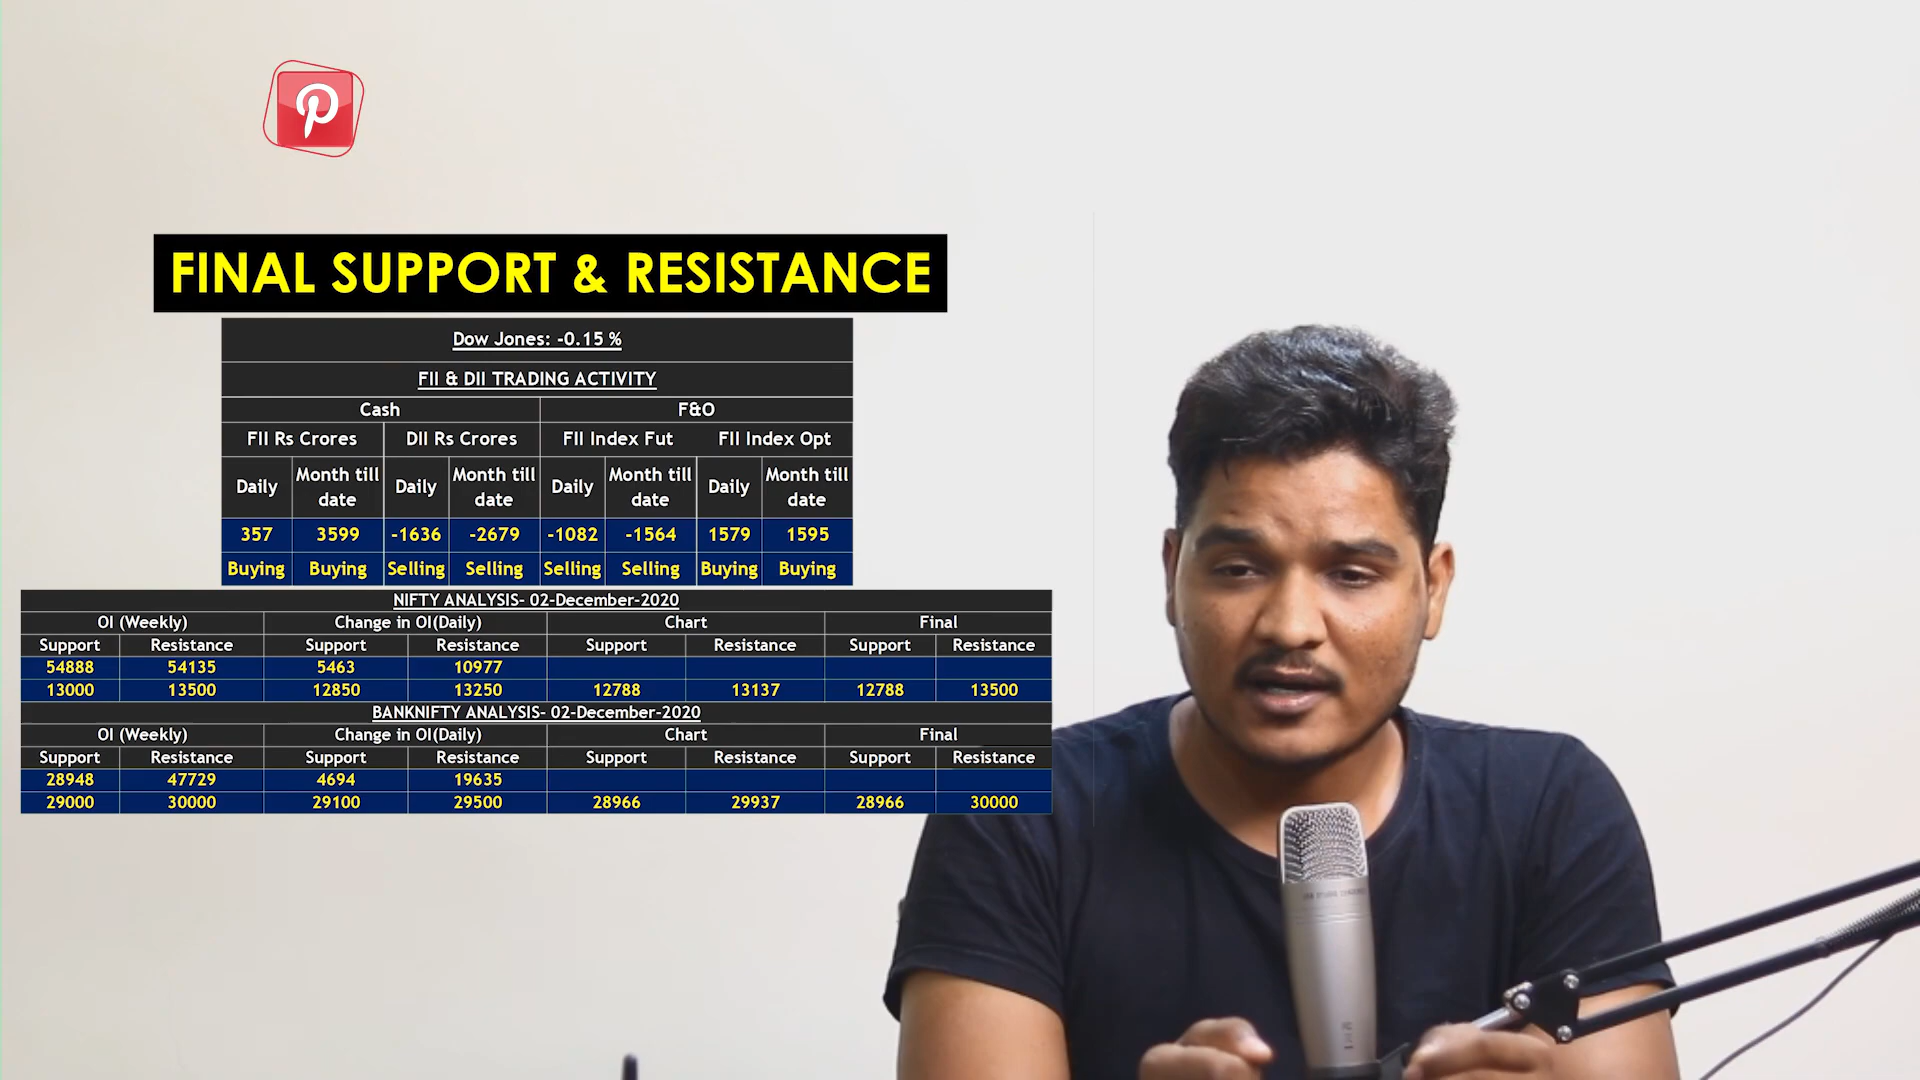 FINAL SUPPORT & RESISTANCE
Dow Jones: -0.15 %
FII & DII TRADING ACTIVITY
Cash F&O
FII Rs Crores DII Rs Crores FII Index Fut FII Index Opt
Daily Month till date Daily Month till date Daily Month till date Daily Month till date
357 3599 -1636 -2679 -1082 -1564 1579 1595
Buying Buying Selling Selling Selling Selling Buying Buying
NIFTY ANALYSIS- 02-December-2020
OI (Weekly) Change in OI(Daily) Chart Final
Support Resistance Support Resistance Support Resistance Support Resistance
54888 54135 5463 10977
13000 13500 12850 13250 12788 13137 12788 13500
BANKNIFTY ANALYSIS- 02-December-2020
OI (Weekly) Change in OI(Daily) Chart Final
Support Resistance Support Resistance Support Resistance Support Resistance
28948 47729 4694 19635
29000 30000 29100 29500 28966 29937 28966 30000